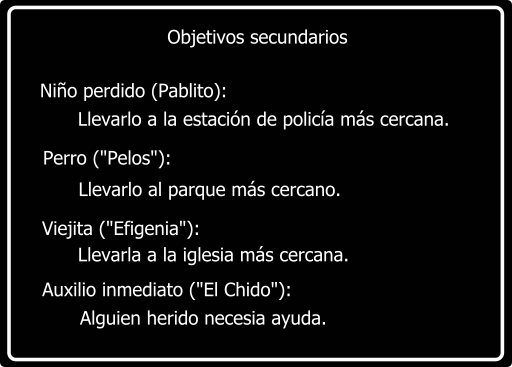 Objetivos secundarios
Niño perdido (Pablito):
Llevarlo a la estación de policía más cercana.
Perro ("Pelos"):
Llevarlo al parque más cercano.
Viejita ("Efigenia"):
Llevarla a la iglesia más cercana.
Auxilio inmediato ("El Chido"):
Alguien herido necesia ayuda.